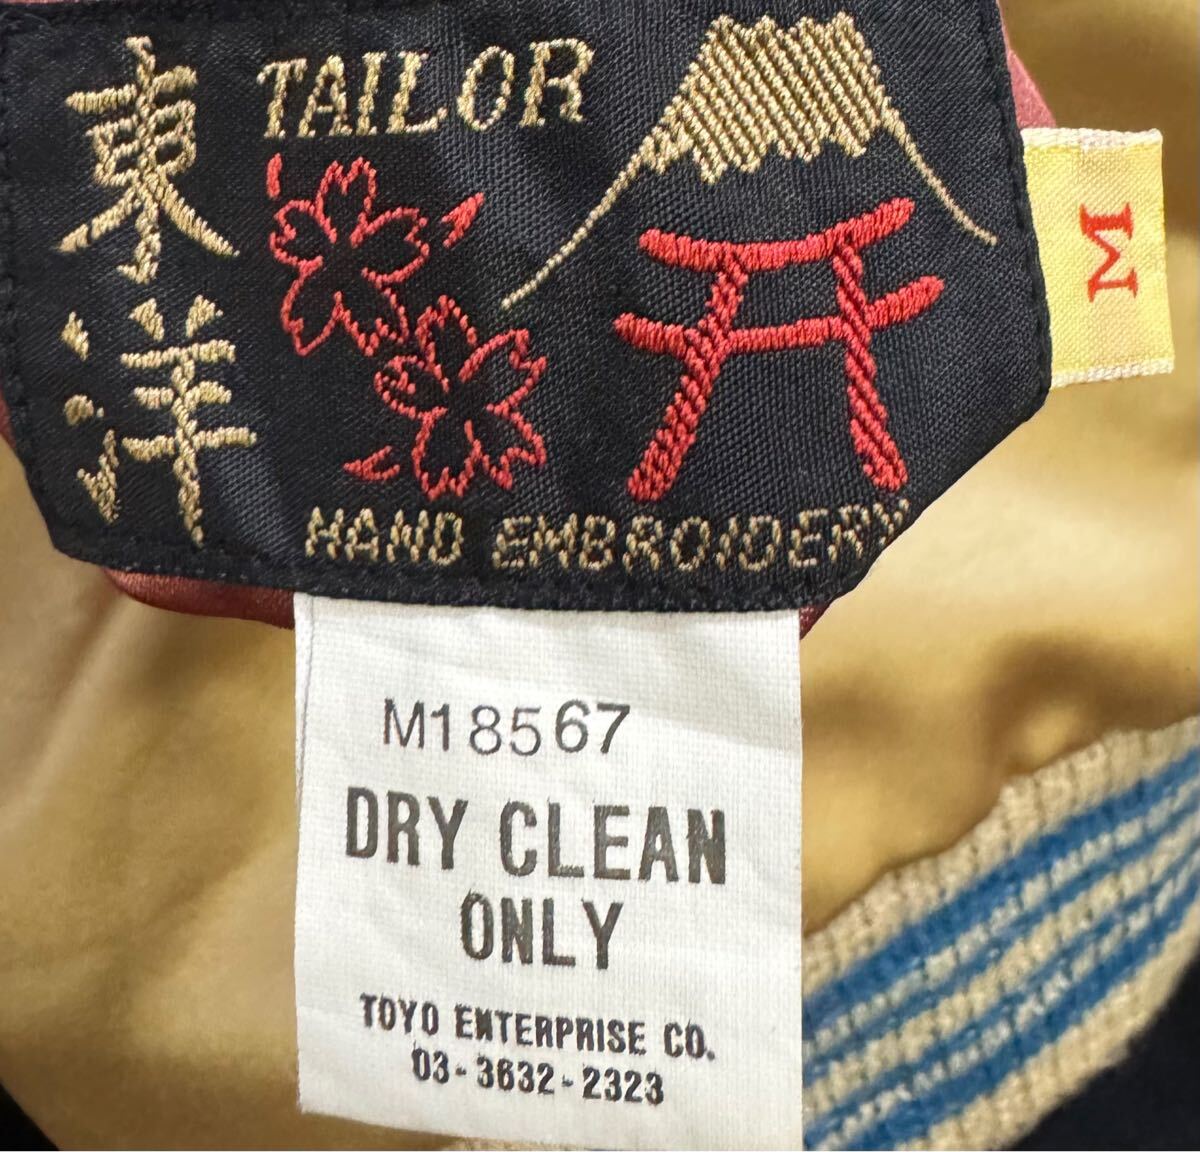 東洋
TAILOR
HAND EMBROIDERY
M
M18567
DRY CLEAN
ONLY
TOYO ENTERPRISE CO.
03-3632-2323